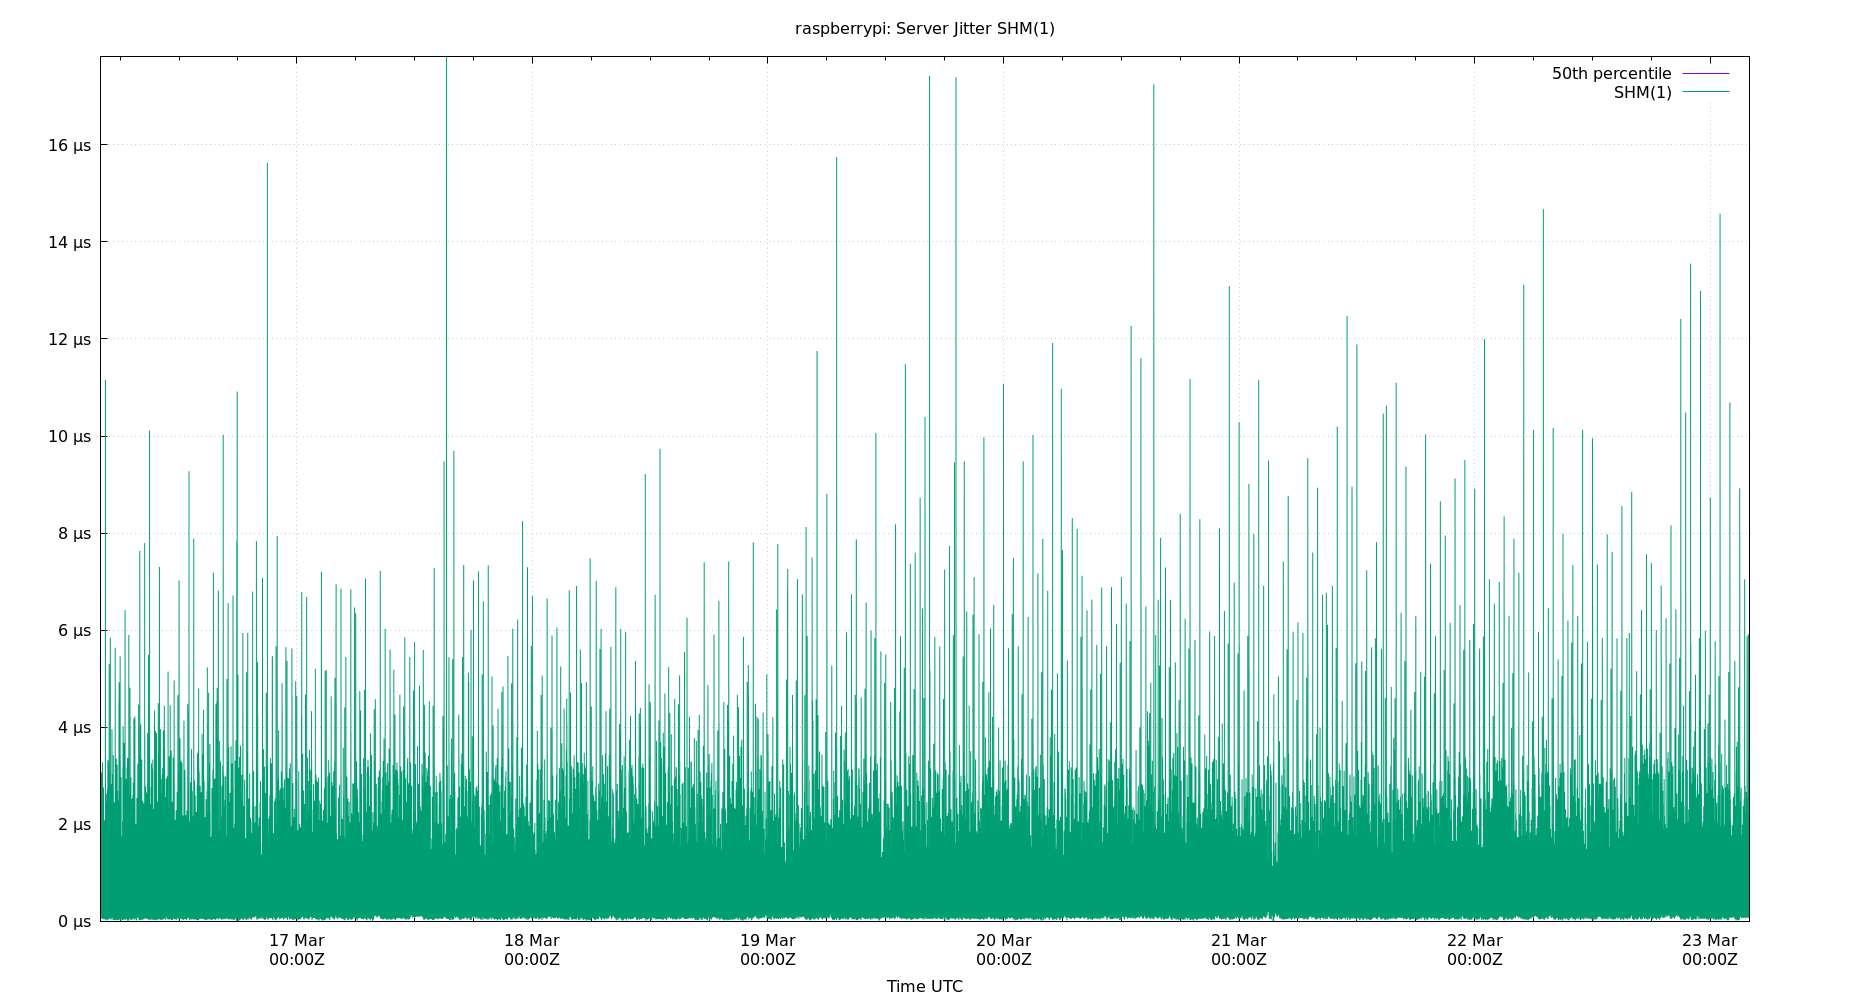 raspberrypi: Server Jitter SHM(1)
50th percentile
SHM(1)
16 µs
14 µs
12 µs
10 µs
8 µs
6 µs
4 µs
2 µs
0 µs
17 Mar 18 Mar 19 Mar 20 Mar 21 Mar 22 Mar 23 Mar
00:00Z 00:00Z 00:00Z 00:00Z 00:00Z 00:00Z 00:00Z
Time UTC